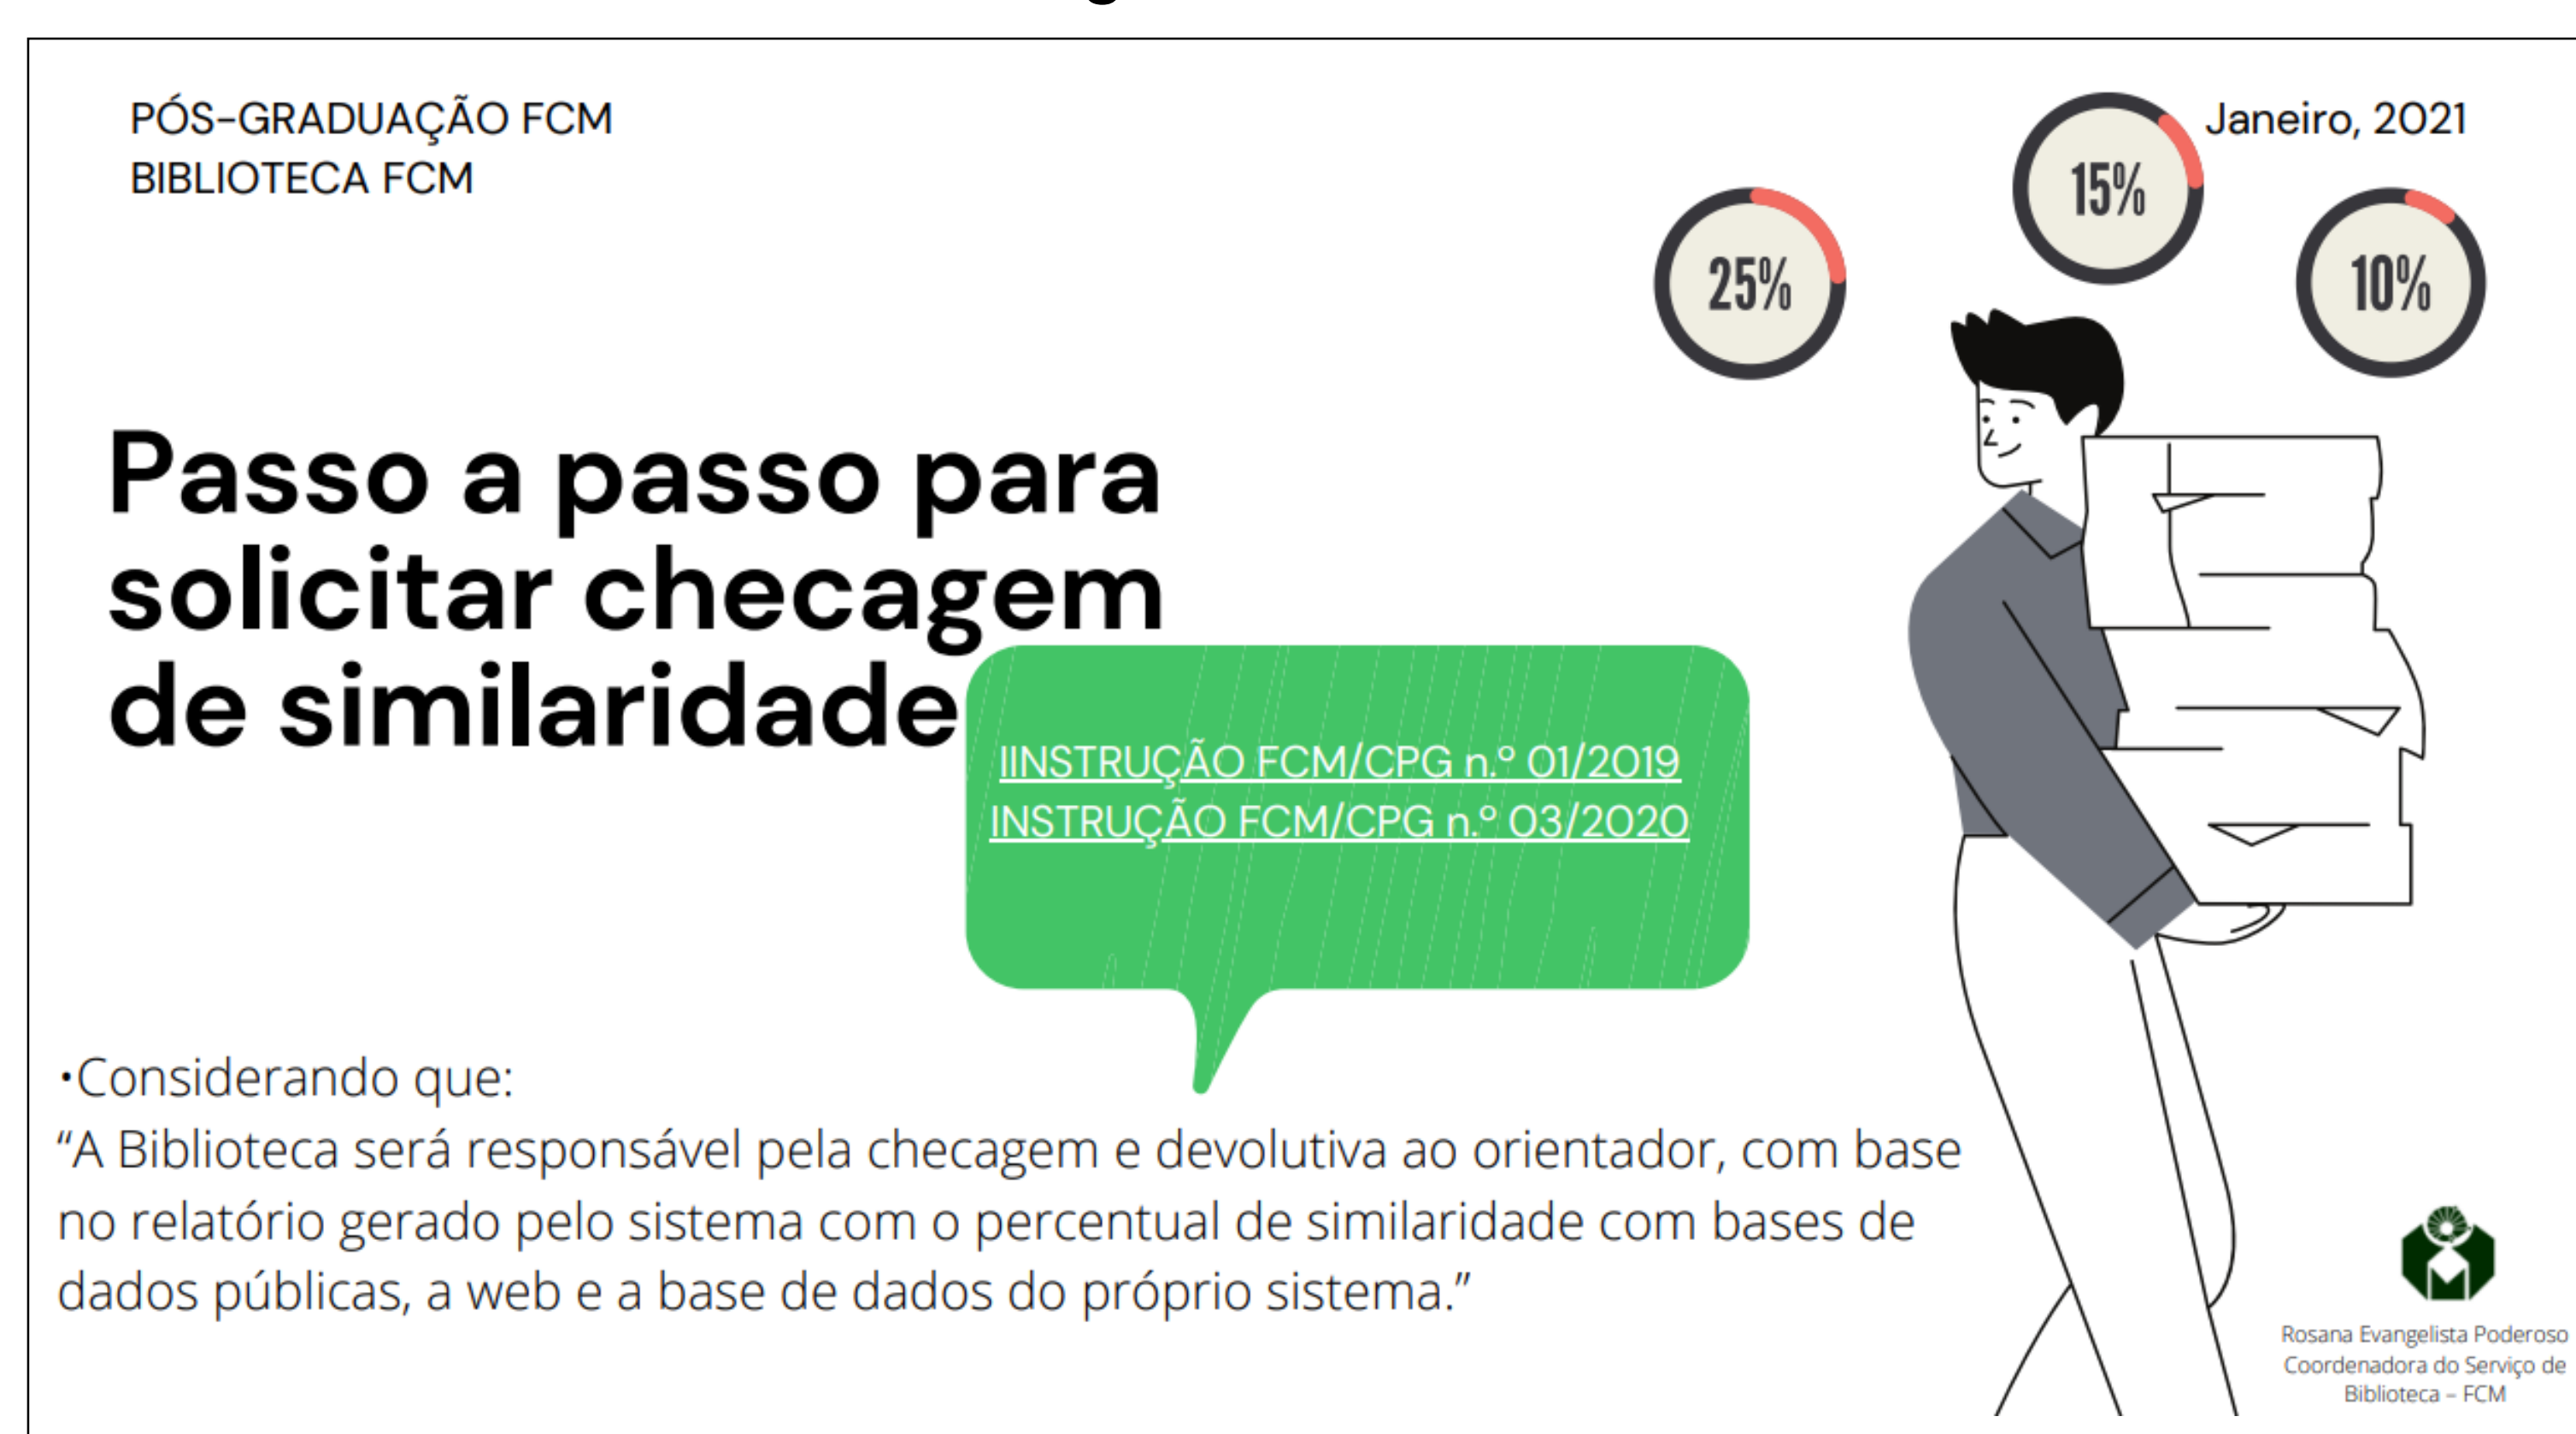 PÓS-GRADUAÇÃO FCM
BIBLIOTECA FCM
Janeiro, 2021
25%
15%
10%
Passo a passo para
solicitar checagem
de similaridade
IINSTRUÇÃO FCM/CPG n.º 01/2019
INSTRUÇÃO FCM/CPG n.º 03/2020
•Considerando que:
“A Biblioteca será responsável pela checagem e devolutiva ao orientador, com base
no relatório gerado pelo sistema com o percentual de similaridade com bases de
dados públicas, a web e a base de dados do próprio sistema.”
Rosana Evangelista Poderoso
Coordenadora do Serviço de
Biblioteca – FCM